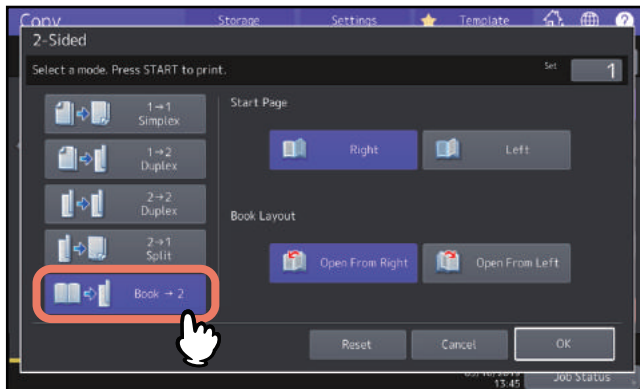 Copy
Storage Settings Template
2-Sided
Select a mode. Press START to print. Set 1
1→1
Simplex
1→2
Duplex
2→2
Duplex
2→1
Split
Book → 2
Start Page
Right Left
Book Layout
Open From Right Open From Left
Reset Cancel OK
13:45 Job Status